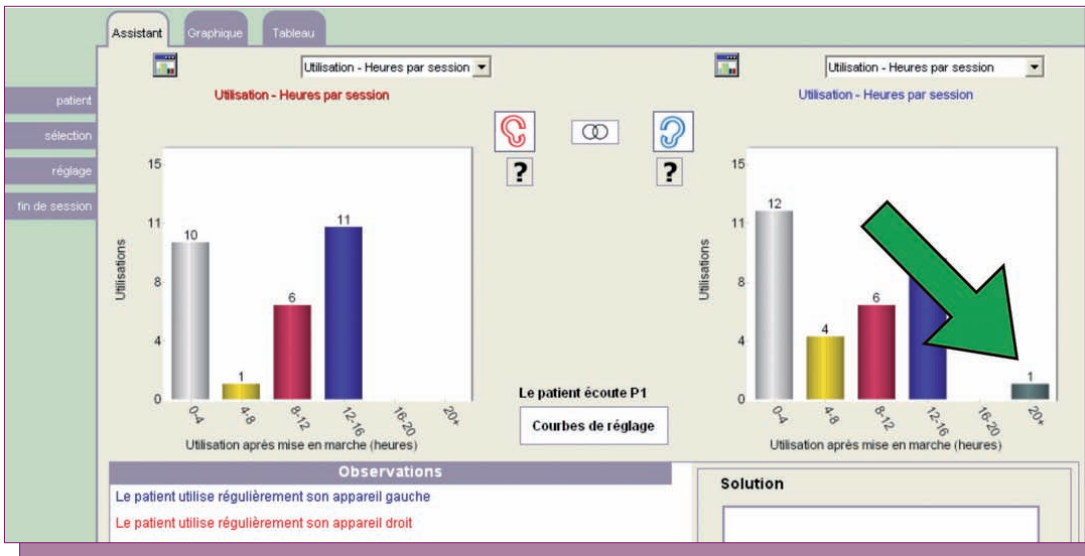 Assistant
Graphique
Tableau
Utilisation - Heures par session
Utilisation - Heures par session
patient
sélection
réglage
fin de session
Utilisation - Heures par session
Utilisations
15
11
8
4
0
10
1
6
11
0-4
4-8
8-12
12-16
16-20
20+
Utilisation après mise en marche (heures)
?
?
Le patient écoute P1
Courbes de réglage
Utilisation - Heures par session
Utilisations
15
11
8
4
0
12
4
6
1
0-4
4-8
8-12
12-16
16-20
20+
Utilisation après mise en marche (heures)
Observations
Le patient utilise régulièrement son appareil gauche
Le patient utilise régulièrement son appareil droit
Solution